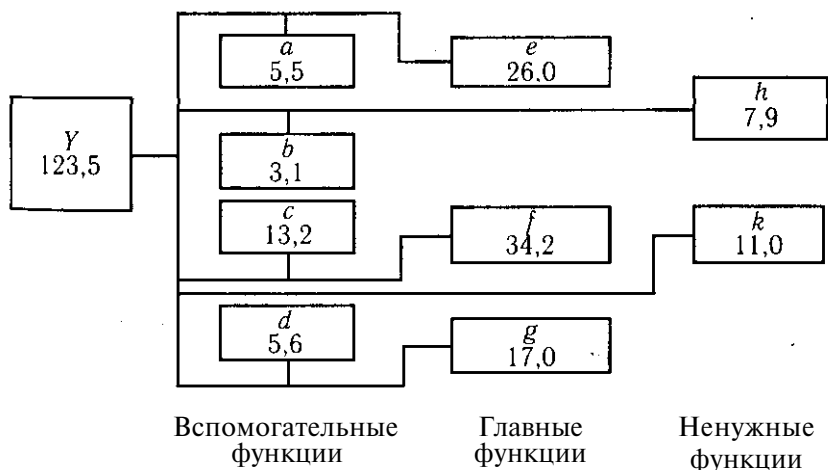 a
5,5
e
26,0
h
7,9
Y
123,5
b
3,1
c
13,2
f
34,2
k
11,0
d
5,6
g
17,0
Вспомогательные
функции
Главные
функции
Ненужные
функции